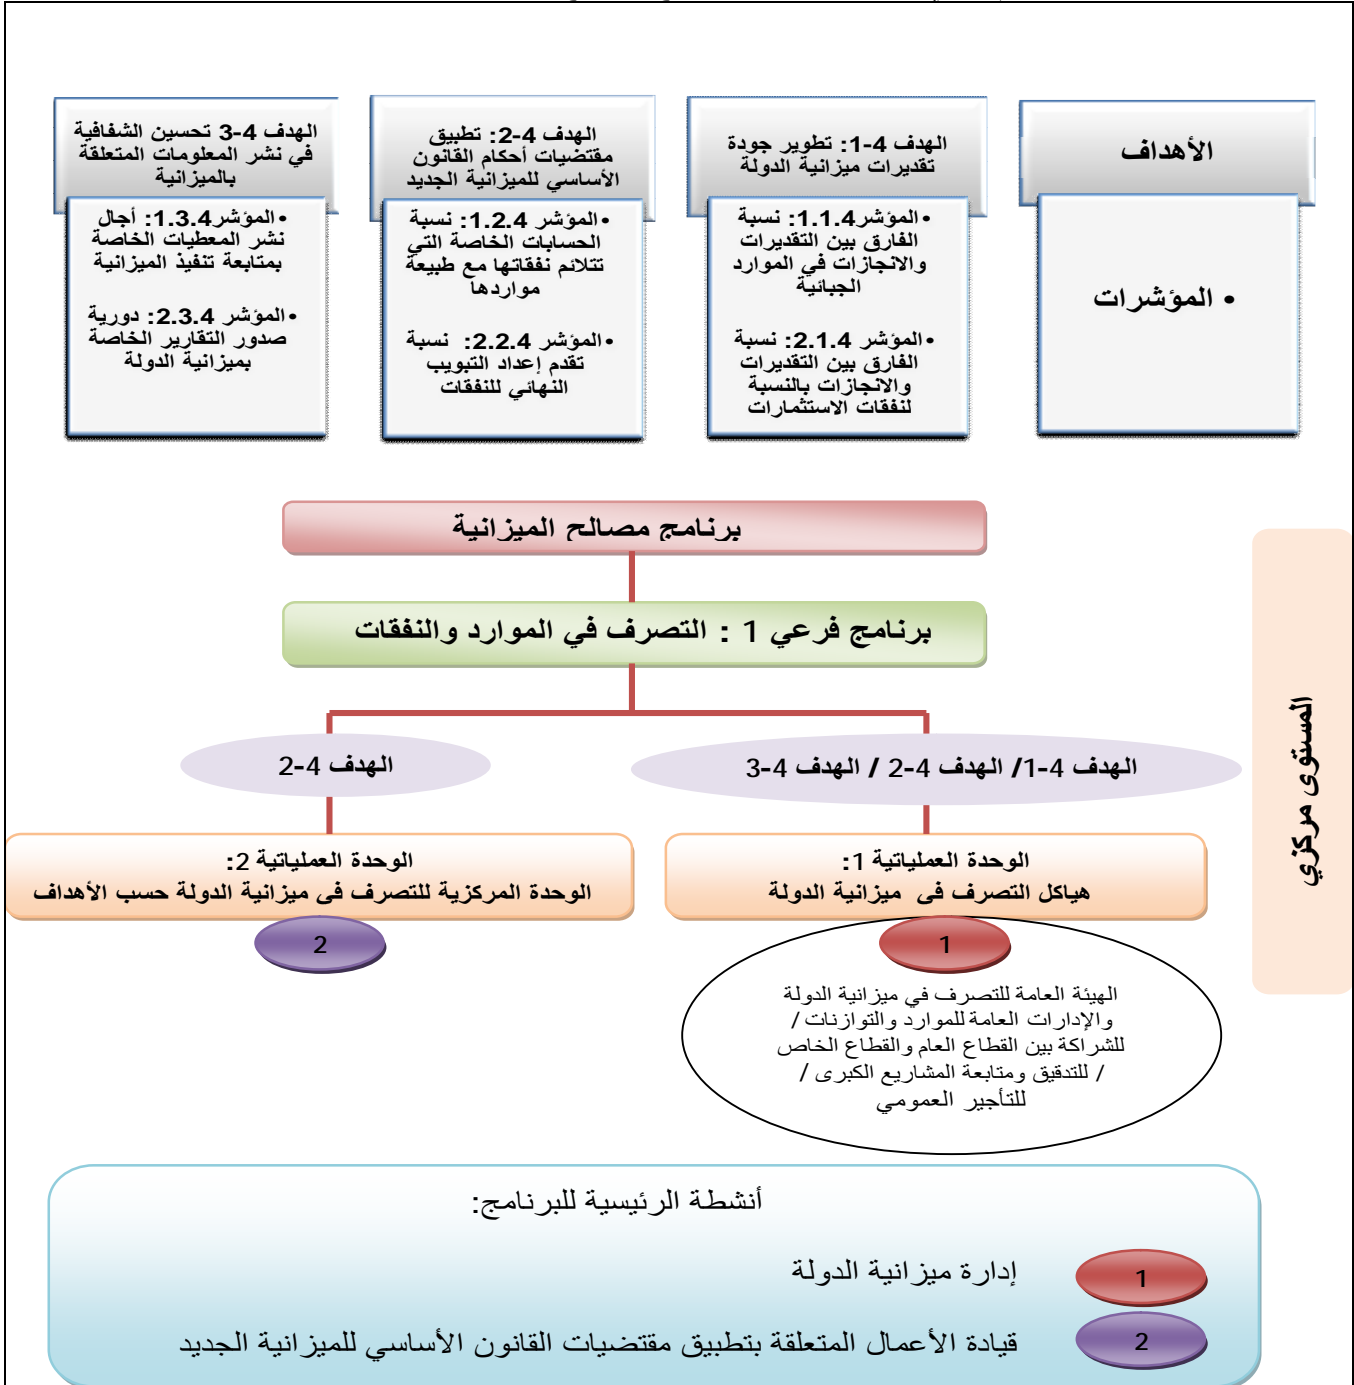 الأهداف
• المؤشرات
الهدف 4-1: تطوير جودة
تقديرات ميزانية الدولة
•المؤشر1.1.4: نسبة
الفارق بين التقديرات
والانجازات في الموارد
الجبائية
•المؤشر 2.1.4: نسبة
الفارق بين التقديرات
والانجازات بالنسبة
لنفقات الاستثمارات
الهدف 4-2: تطبيق
مقتضيات أحكام القانون
الأساسي للميزانية الجديد
•المؤشر 1.2.4: نسبة
الحسابات الخاصة التي
تتلائم نفقاتها مع طبيعة
مواردها
•المؤشر 2.2.4: نسبة
تقدم إعداد التبويب
النهائي للنفقات
الهدف 4-3 تحسين الشفافية
في نشر المعلومات المتعلقة
بالميزانية
•المؤشر1.3.4: أجال
نشر المعطيات الخاصة
بمتابعة تنفيذ الميزانية
•المؤشر 2.3.4: دورية
صدور التقارير الخاصة
بميزانية الدولة
برنامج مصالح الميزانية
برنامج فرعي 1 : التصرف في الموارد والنفقات
المستوى مركزي
الهدف 4-1/ الهدف 4-2 / الهدف 4-3
الهدف 4-2
الوحدة العملياتية 1:
هياكل التصرف في ميزانية الدولة
1
الهيئة العامة للتصرف في ميزانية الدولة
والإدارات العامة للموارد والتوازنات /
للشراكة بين القطاع العام والقطاع الخاص
/ للتدقيق ومتابعة المشاريع الكبرى /
للتأجير العمومي
الوحدة العملياتية 2:
الوحدة المركزية للتصرف في ميزانية الدولة حسب الأهداف
2
أنشطة الرئيسية للبرنامج:
1 إدارة ميزانية الدولة
2 قيادة الأعمال المتعلقة بتطبيق مقتضيات القانون الأساسي للميزانية الجديد